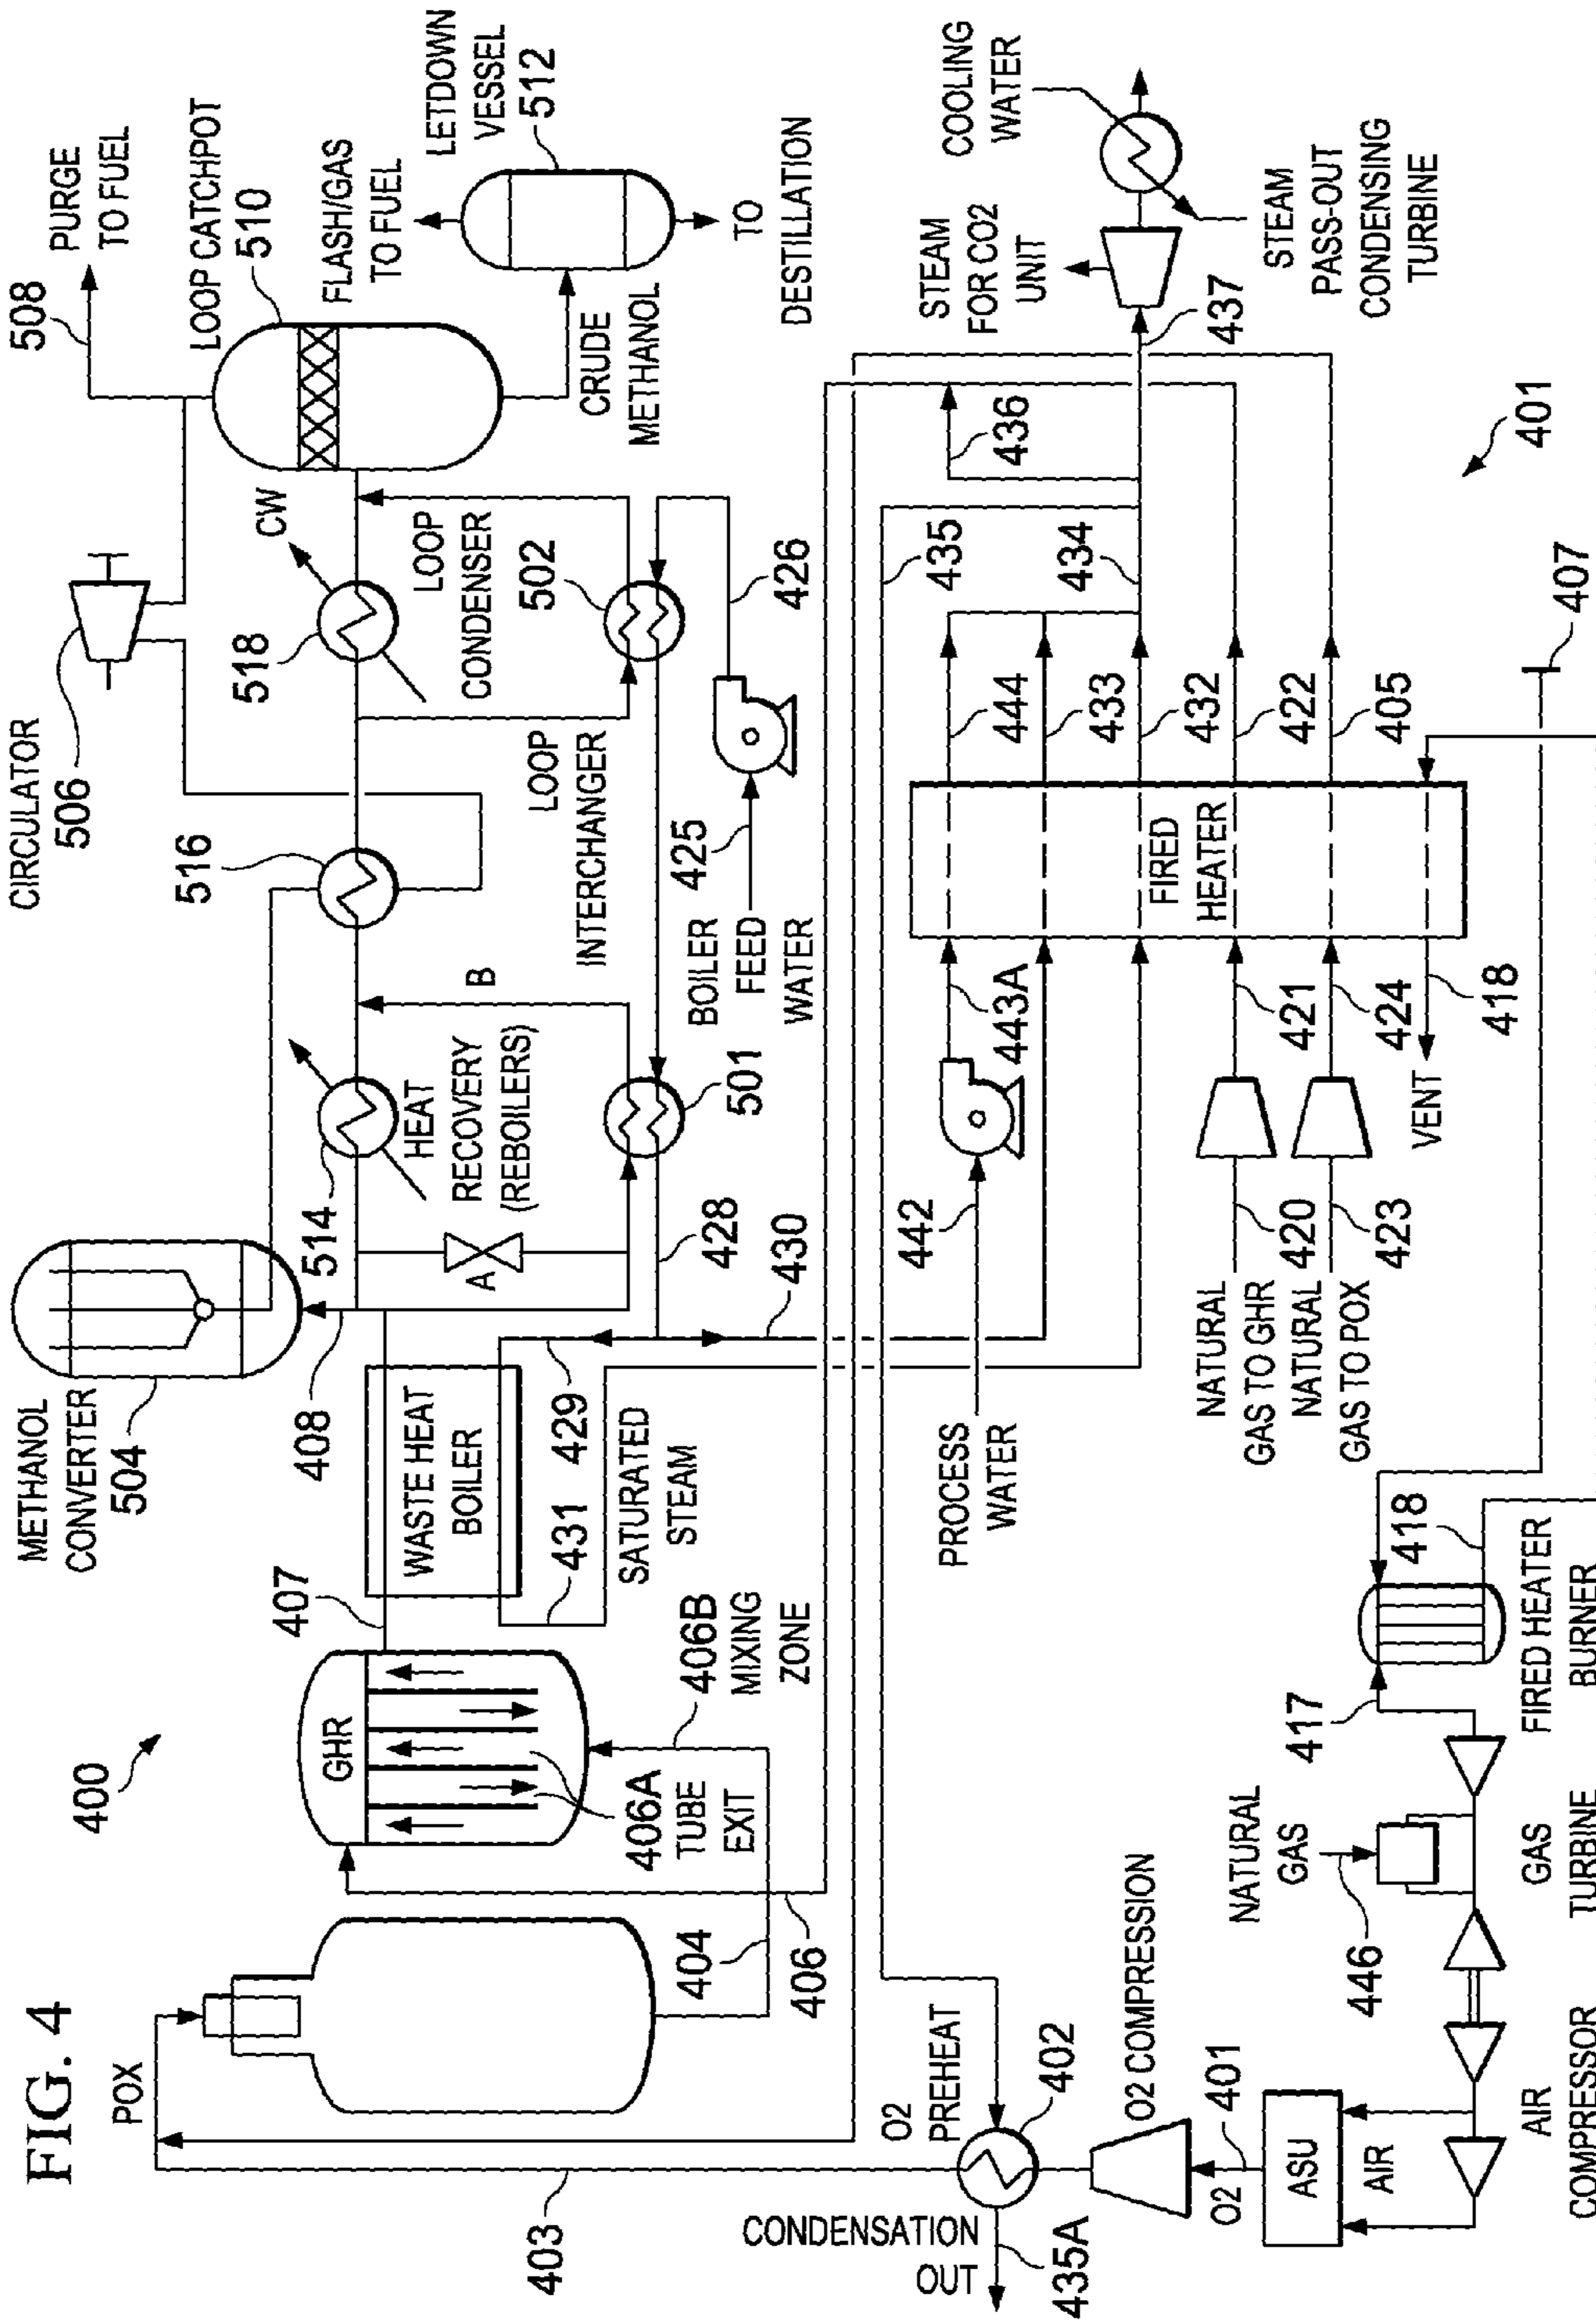 FIG. 4
400
POX
403
404
406
GHR
406A
TUBE
EXIT
406B
MIXING
ZONE
407
WASTE HEAT
BOILER
408
429
431
SATURATED
STEAM
METHANOL
CONVERTER
504
514
HEAT
RECOVERY
(REBOILERS)
A
B
501
428
430
516
CIRCULATOR
506
518
CW
LOOP
CONDENSER
502
LOOP
INTERCHANGER
426
425
BOILER
FEED
WATER
508
PURGE
TO FUEL
LOOP CATCHPOT
510
FLASH/GAS
TO FUEL
LETDOWN
VESSEL
512
CRUDE
METHANOL
TO
DESTILLATION
CONDENSATION
OUT
435A
O2
PREHEAT
402
O2 COMPRESSION
O2
401
ASU
AIR
AIR
COMPRESSOR
446
NATURAL
GAS
GAS
TURBINE
417
418
FIRED HEATER
BURNER
PROCESS
WATER
442
443A
NATURAL
GAS TO GHR
420
421
NATURAL
GAS TO POX
423
424
VENT
418
FIRED
HEATER
444
433
432
422
405
407
435
434
436
437
STEAM
FOR CO2
UNIT
COOLING
WATER
STEAM
PASS-OUT
CONDENSING
TURBINE
401